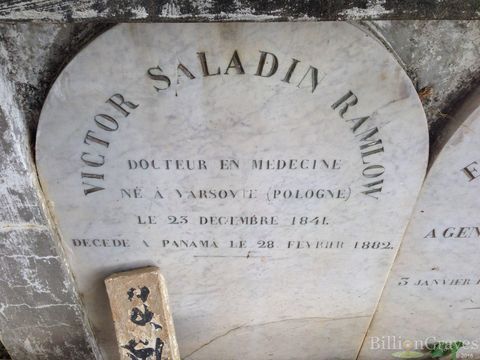 VICTOR SALADIN RAMLOW
DOCTEUR EN MEDECINE
NÉ À VARSOVIE (POLOGNE)
LE 23 DECEMBRE 1841.
DECEDE A PANAMA LE 28 FEVRIER 1882.
AGEN
3 JANVIER
BillionGraves